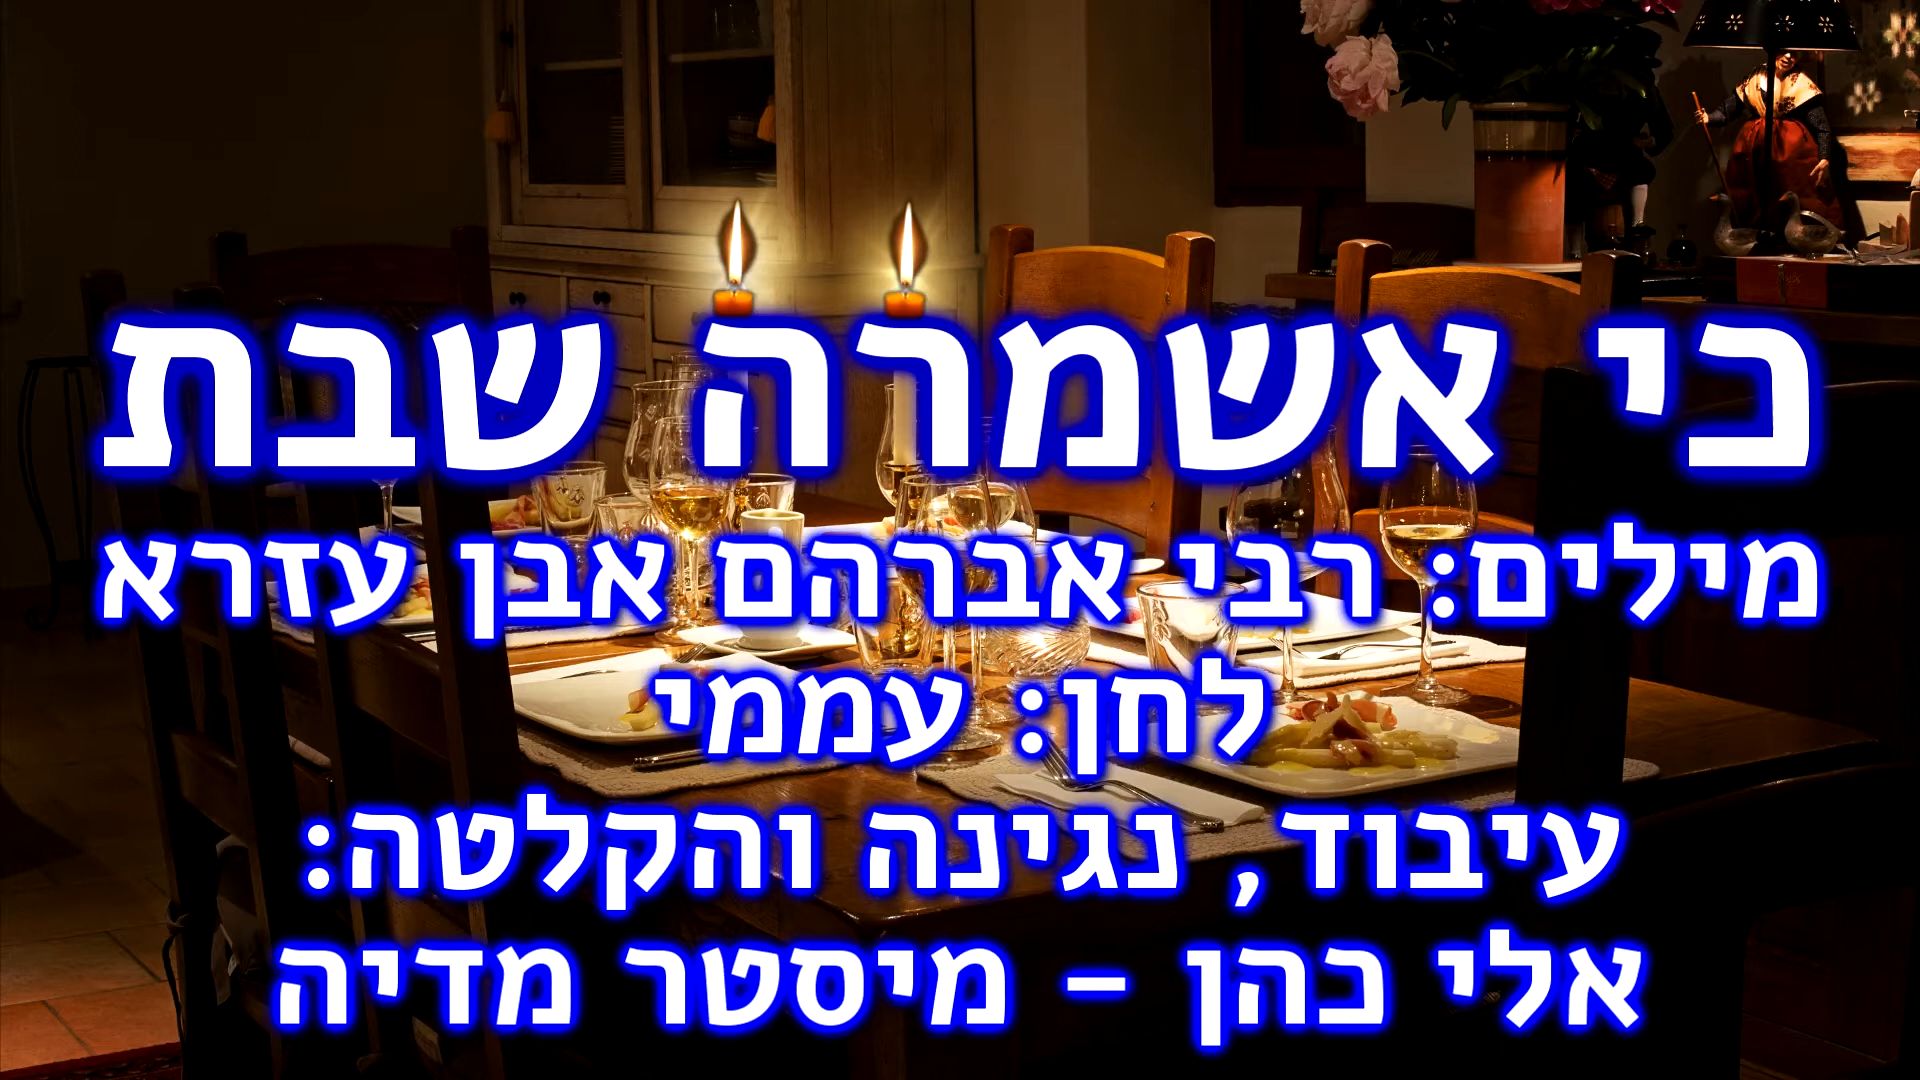 כי אשמרה שבת
מילים: רבי אברהם אבן עזרא
לחן: עממי
עיבוד, נגינה והקלטה:
אלי כהן - מיסטר מדיה